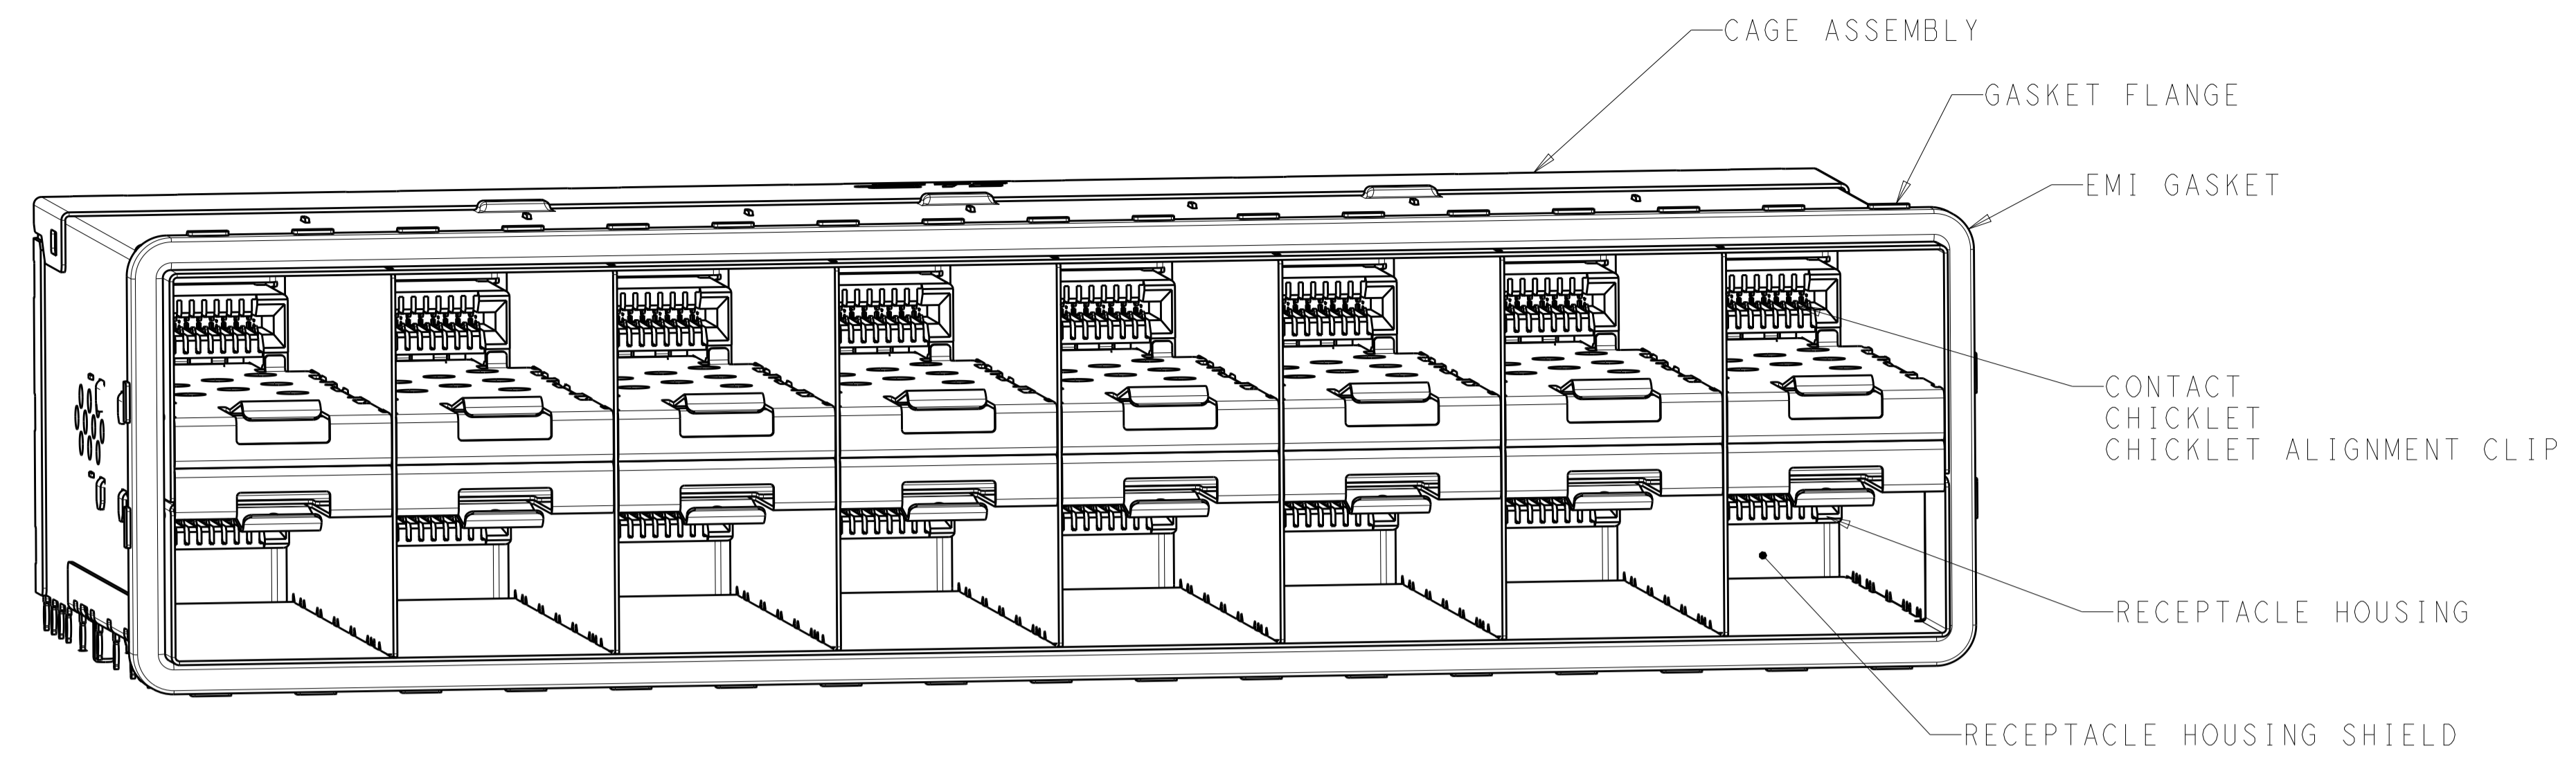 CAGE ASSEMBLY
GASKET FLANGE
EMI GASKET
CONTACT
CHICKLET
CHICKLET ALIGNMENT CLIP
RECEPTACLE HOUSING
RECEPTACLE HOUSING SHIELD